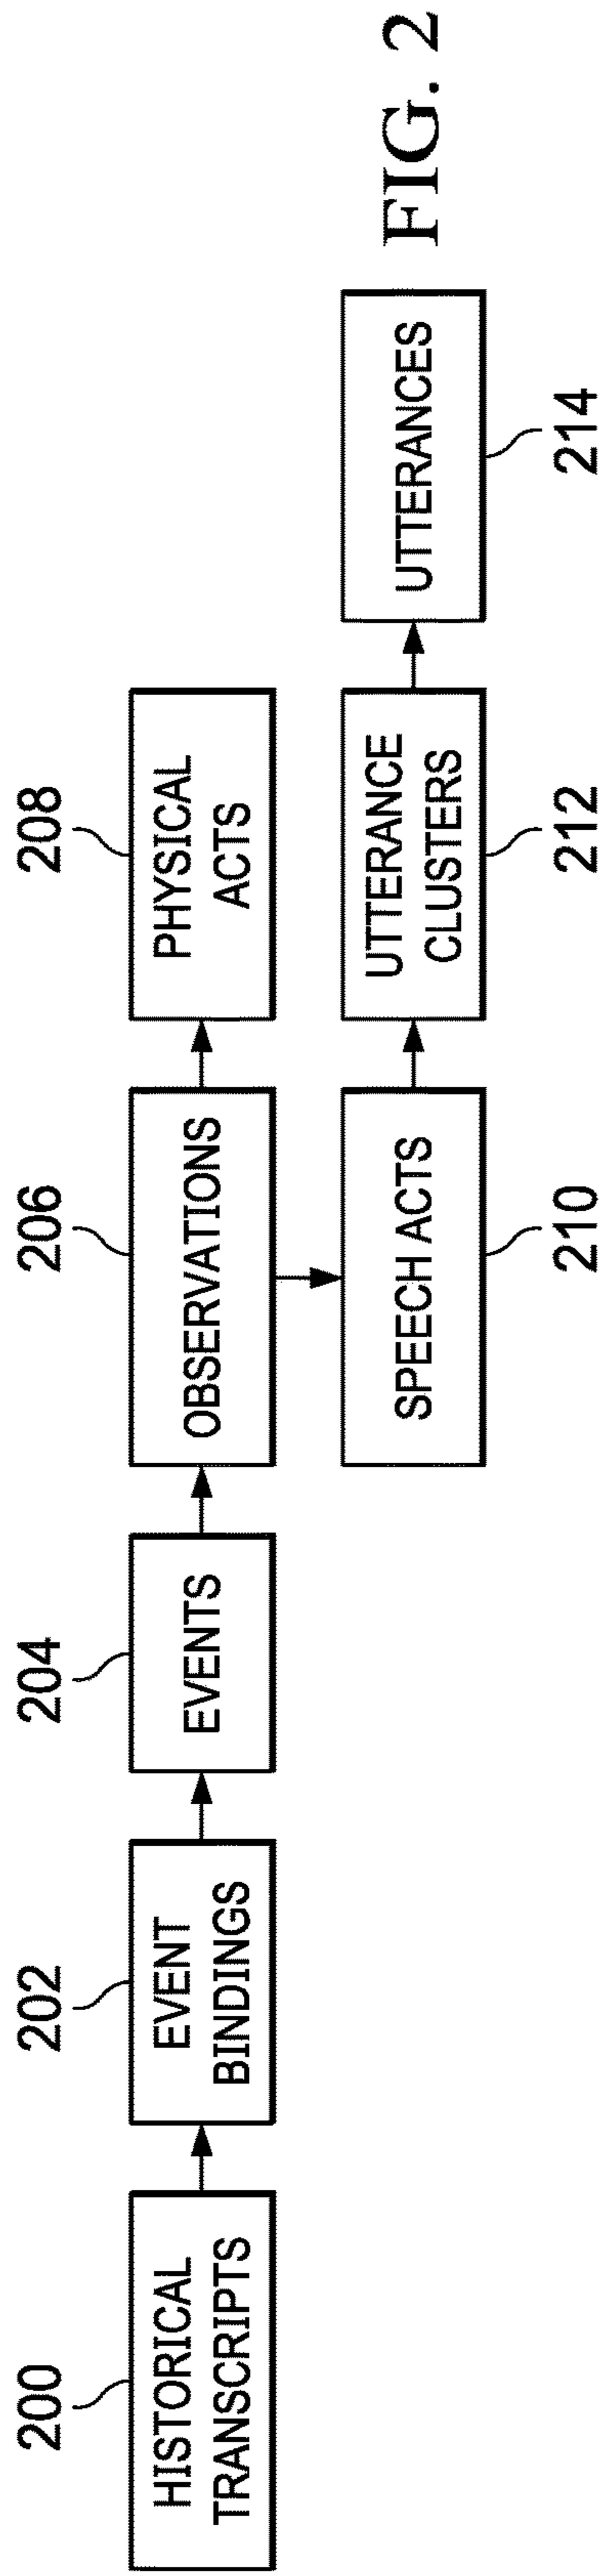 200
HISTORICAL
TRANSCRIPTS
202
EVENT
BINDINGS
204
EVENTS
206
OBSERVATIONS
208
PHYSICAL
ACTS
SPEECH ACTS
210
UTTERANCE
CLUSTERS
212
UTTERANCES
214
FIG. 2